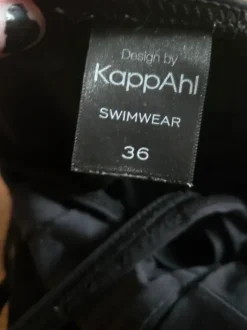 Design by
KappAhl
SWIMWEAR
36